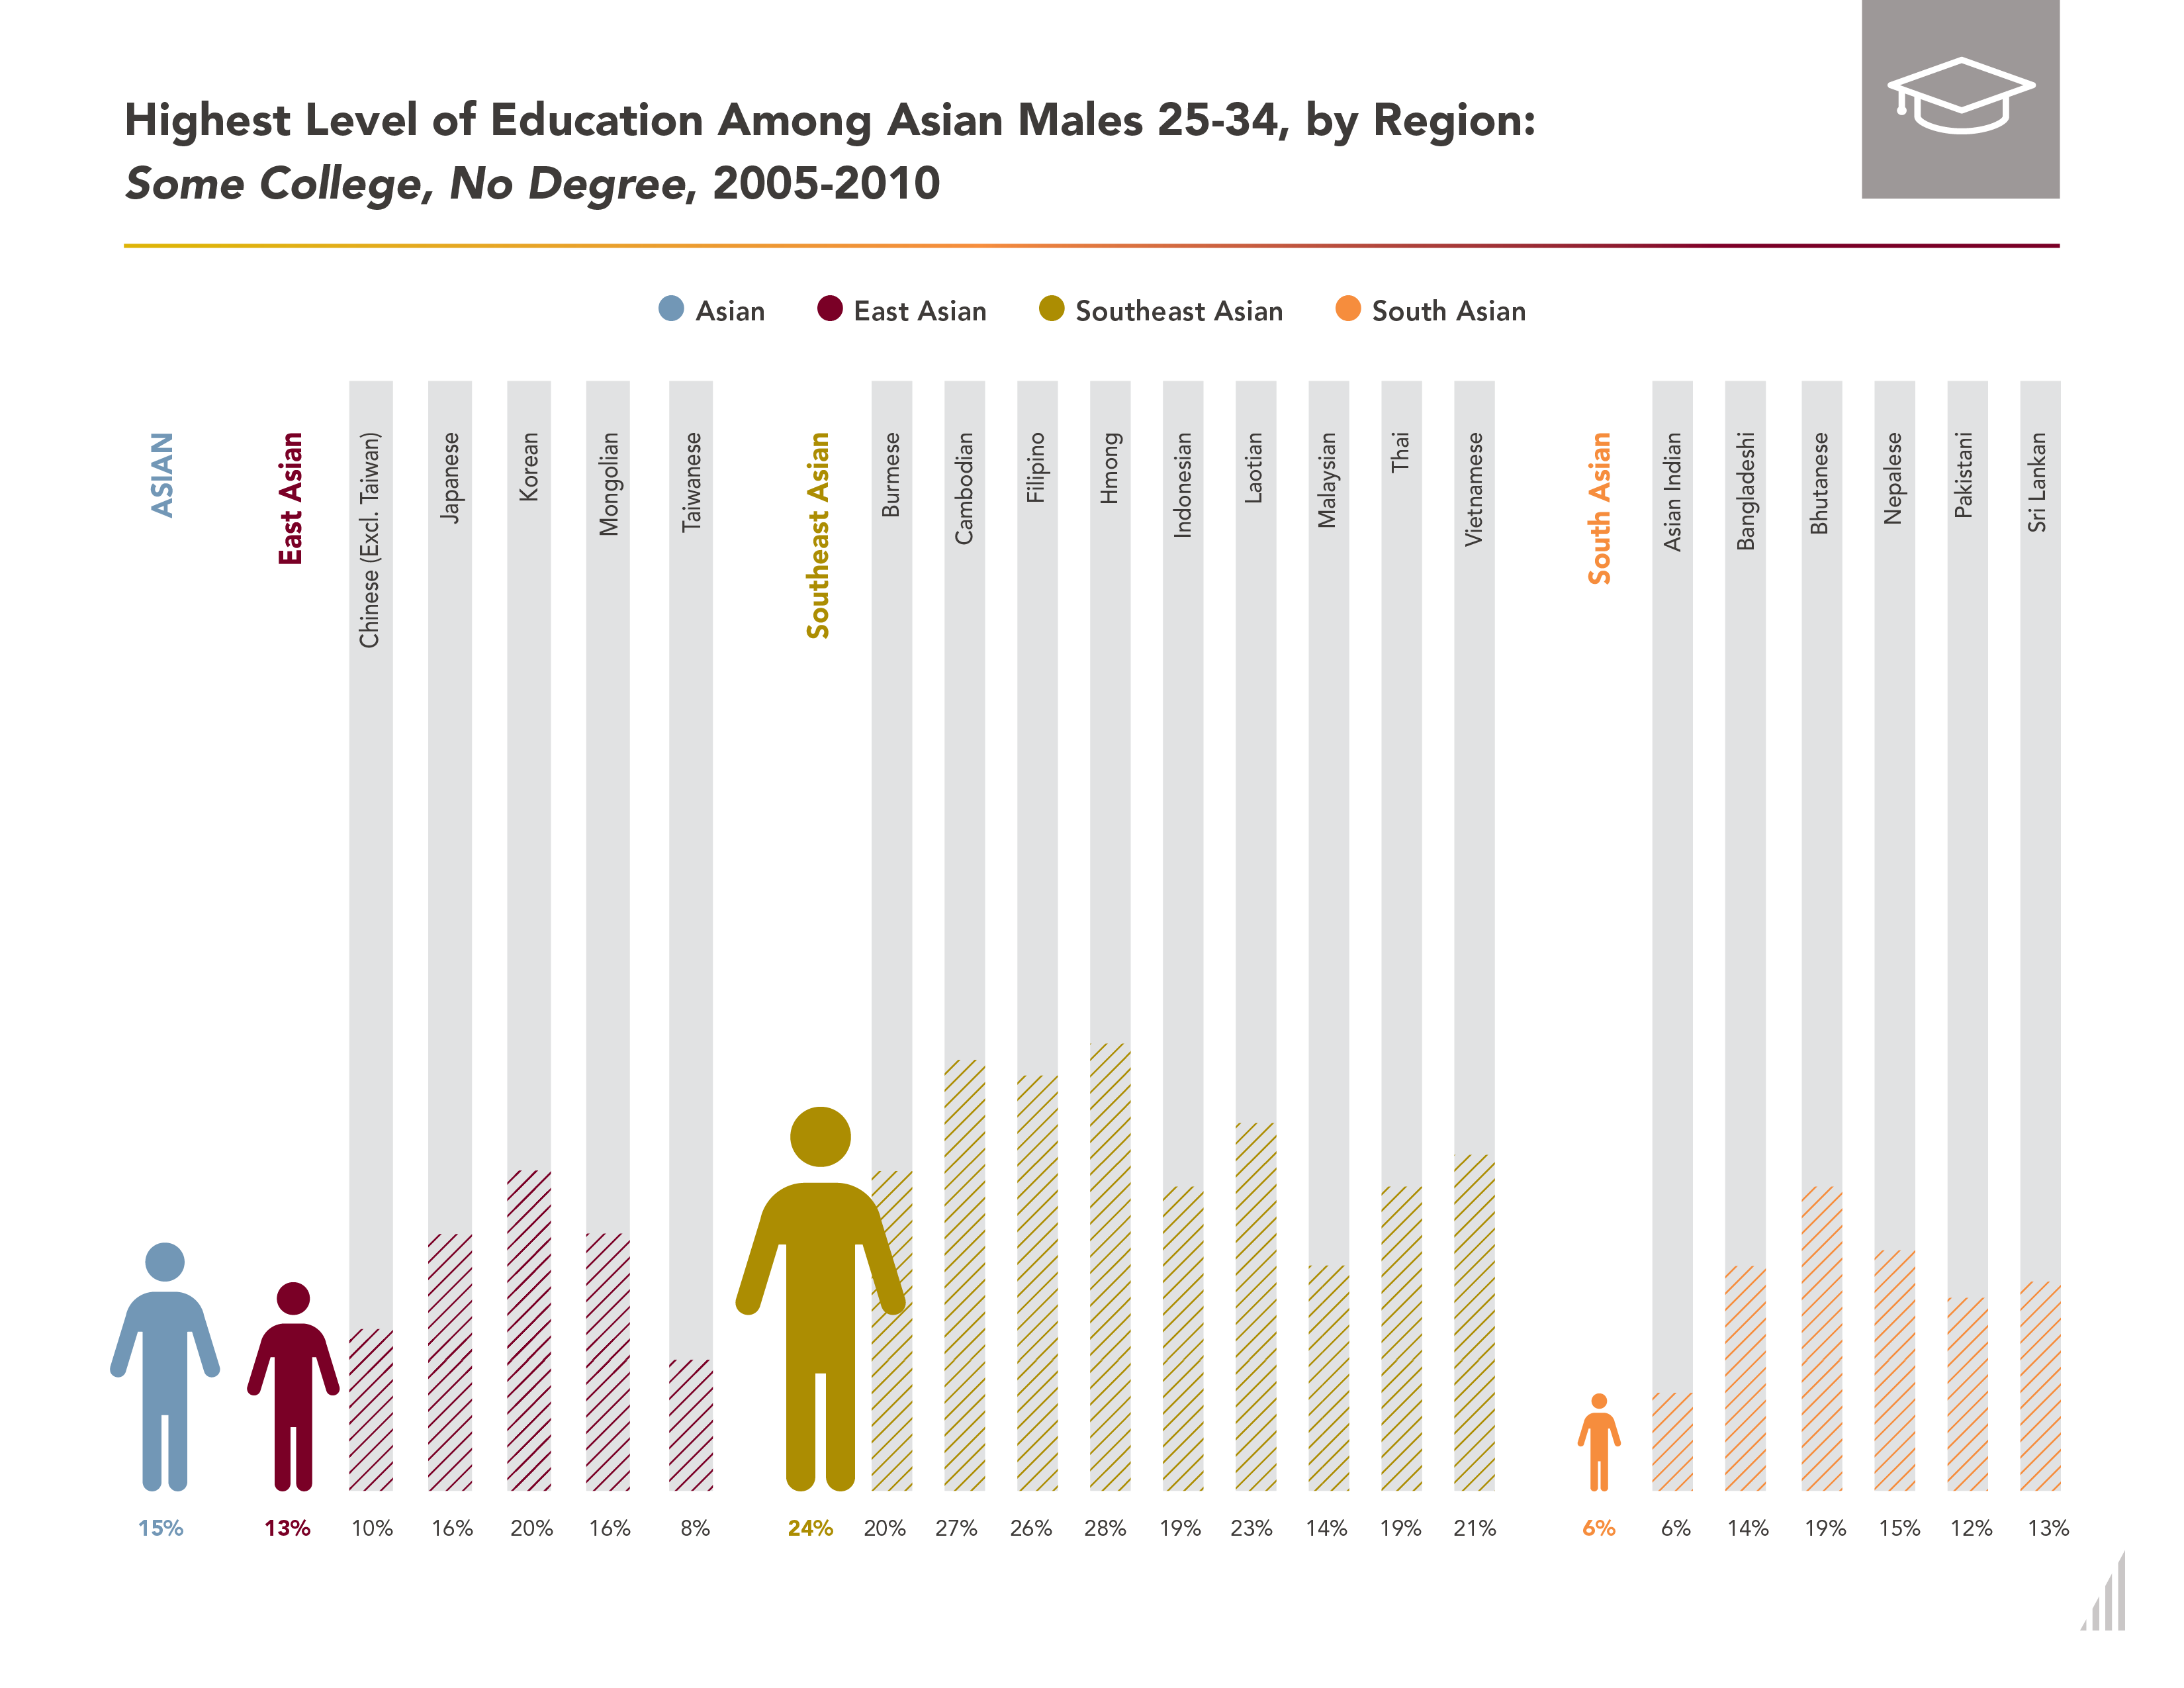 Highest Level of Education Among Asian Males 25-34, by Region:
Some College, No Degree, 2005-2010
Asian
East Asian
Southeast Asian
South Asian
ASIAN
East Asian
Chinese (Excl. Taiwan)
Japanese
Korean
Mongolian
Taiwanese
Southeast Asian
Burmese
Cambodian
Filipino
Hmong
Indonesian
Laotian
Malaysian
Thai
Vietnamese
South Asian
Asian Indian
Bangladeshi
Bhutanese
Nepalese
Pakistani
Sri Lankan
15% 13% 10% 16% 20% 16% 8% 24% 20% 27% 26% 28% 19% 23% 14% 19% 21% 6% 6% 14% 19% 15% 12% 13%